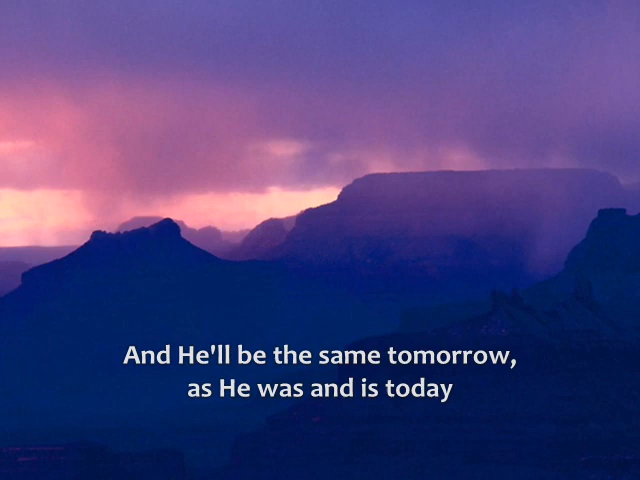 And He'll be the same tomorrow,
as He was and is today